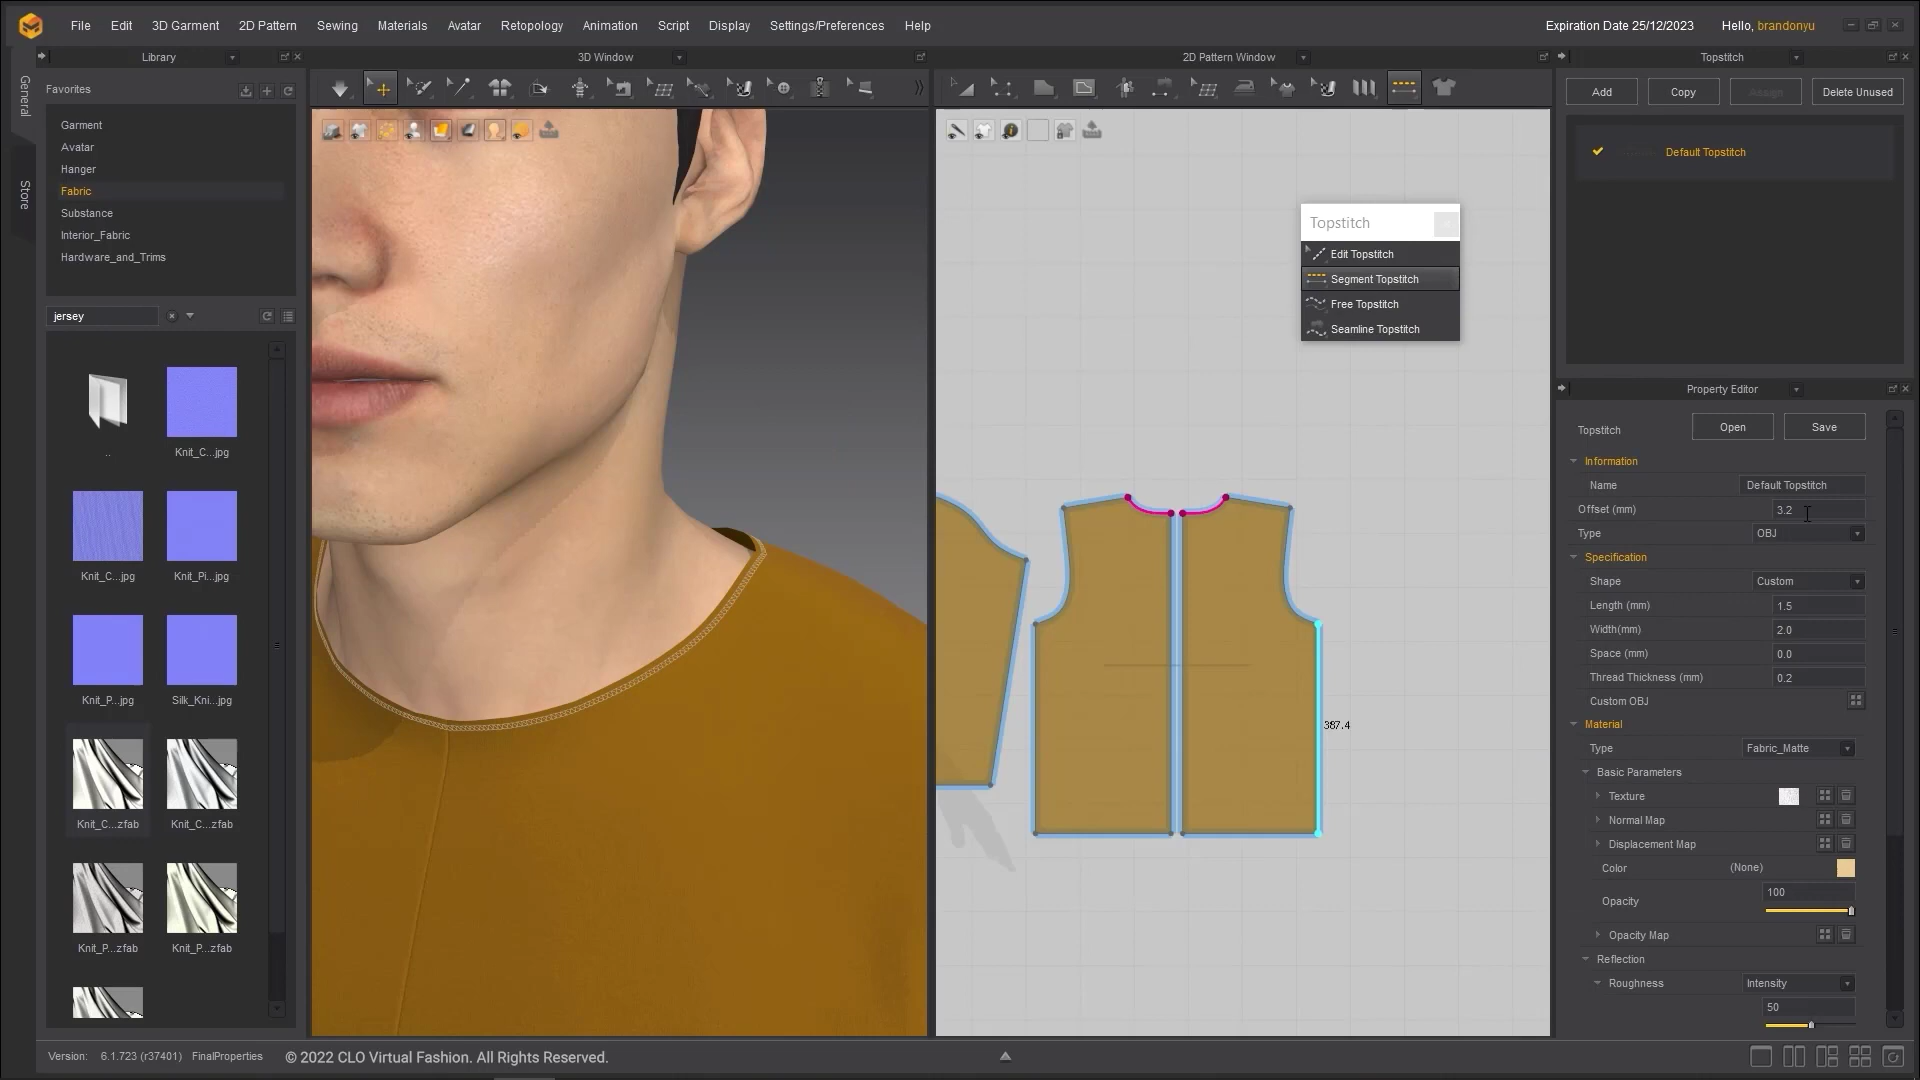 File Edit 3D Garment 2D Pattern Sewing Materials Avatar Retopology Animation Script Display Settings/Preferences Help
Expiration Date 25/12/2023 Hello, brandonyu
Library
3D Window
2D Pattern Window
Topstitch
General
Store
Favorites
Garment
Avatar
Hanger
Fabric
Substance
Interior_Fabric
Hardware_and_Trims
jersey
..
Knit_C...jpg
Knit_C...jpg
Knit_Pi...jpg
Knit_P...jpg
Silk_Kni...jpg
Knit_C...zfab
Knit_C...zfab
Knit_P...zfab
Knit_P...zfab
Topstitch
Edit Topstitch
Segment Topstitch
Free Topstitch
Seamline Topstitch
387.4
Add Copy Assign Delete Unused
Default Topstitch
Property Editor
Topstitch Open Save
Information
Name Default Topstitch
Offset (mm) 3.2
Type OBJ
Specification
Shape Custom
Length (mm) 1.5
Width(mm) 2.0
Space (mm) 0.0
Thread Thickness (mm) 0.2
Custom OBJ
Material
Type Fabric_Matte
Basic Parameters
Texture
Normal Map
Displacement Map
Color (None)
Opacity 100
Opacity Map
Reflection
Roughness Intensity
50
Version: 6.1.723 (r37401) FinalProperties © 2022 CLO Virtual Fashion. All Rights Reserved.